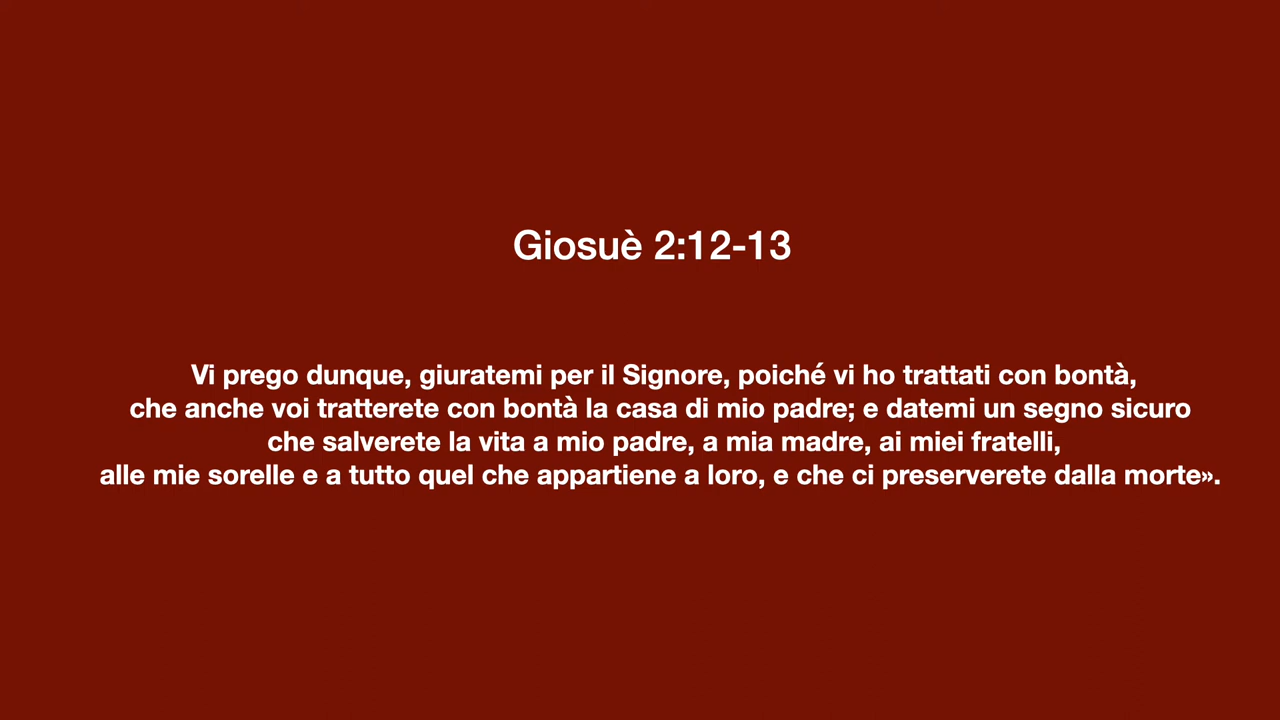 Giosuè 2:12-13
Vi prego dunque, giuratemi per il Signore, poiché vi ho trattati con bontà,
che anche voi tratterete con bontà la casa di mio padre; e datemi un segno sicuro
che salverete la vita a mio padre, a mia madre, ai miei fratelli,
alle mie sorelle e a tutto quel che appartiene a loro, e che ci preserverete dalla morte».